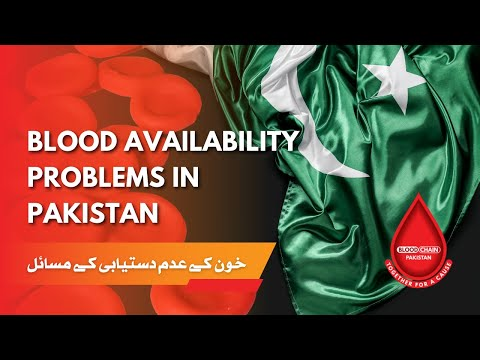 BLOOD AVAILABILITY
PROBLEMS IN
PAKISTAN
خون کے عدم دستیابی کے مسائل
BLOOD CHAIN
PAKISTAN
TOGETHER FOR A CAUSE